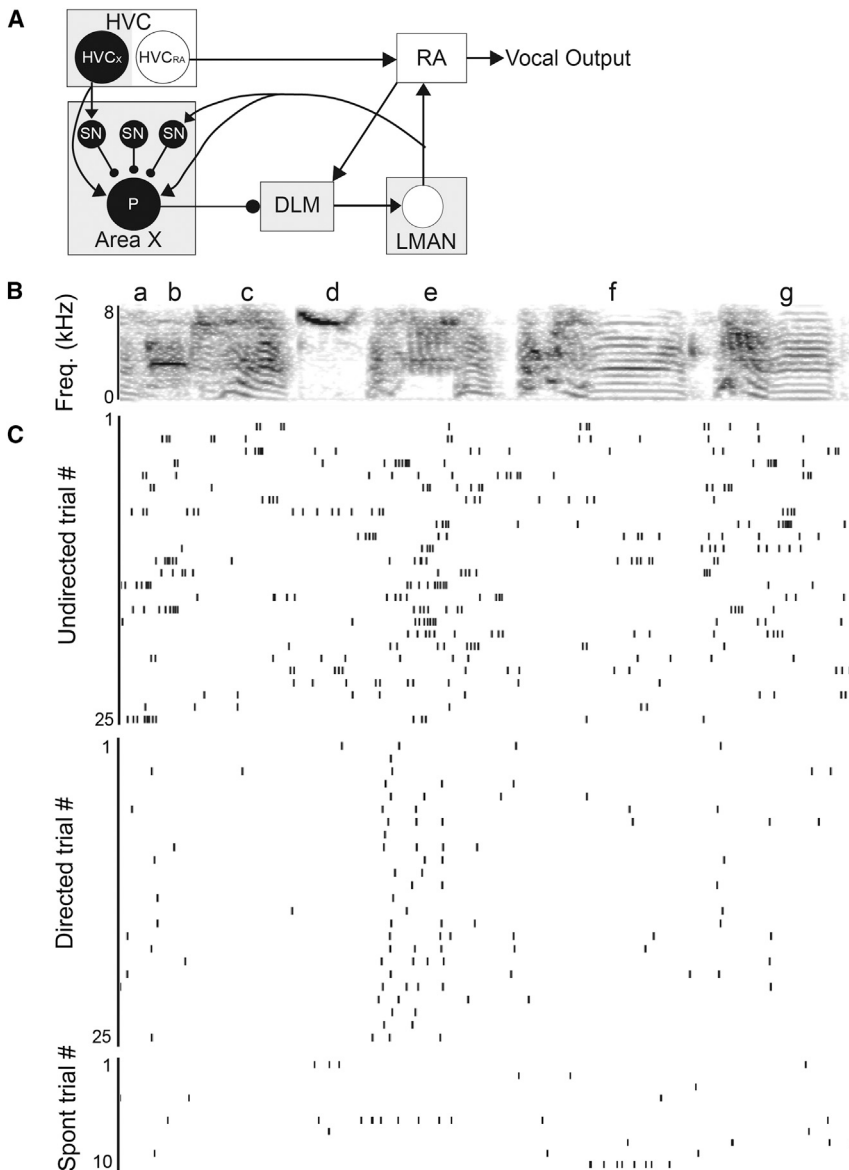 A
HVC
HVCX
HVCRA
RA
Vocal Output
SN
SN
SN
P
DLM
Area X
LMAN
B
a b c d e f g
8
Freq. (kHz)
0
C
1
Undirected trial #
25
1
Directed trial #
25
1
Spont trial #
10